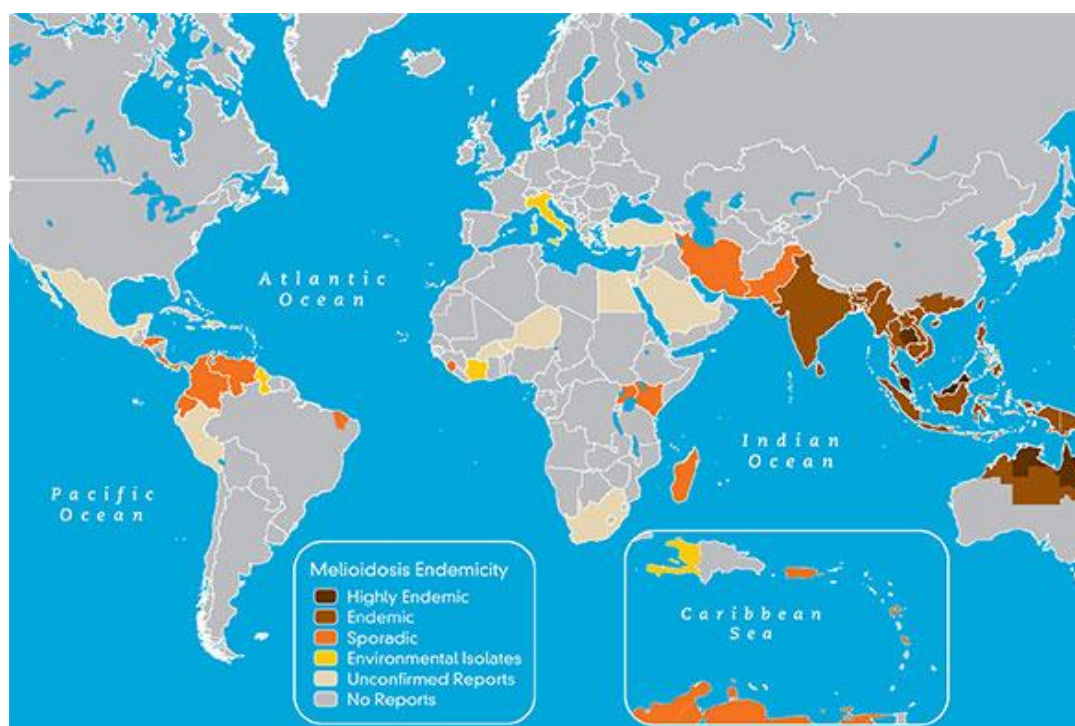 Atlantic
Ocean
Pacific
Ocean
Indian
Ocean
Melioidosis Endemicity
Highly Endemic
Endemic
Sporadic
Environmental Isolates
Unconfirmed Reports
No Reports
Caribbean
Sea